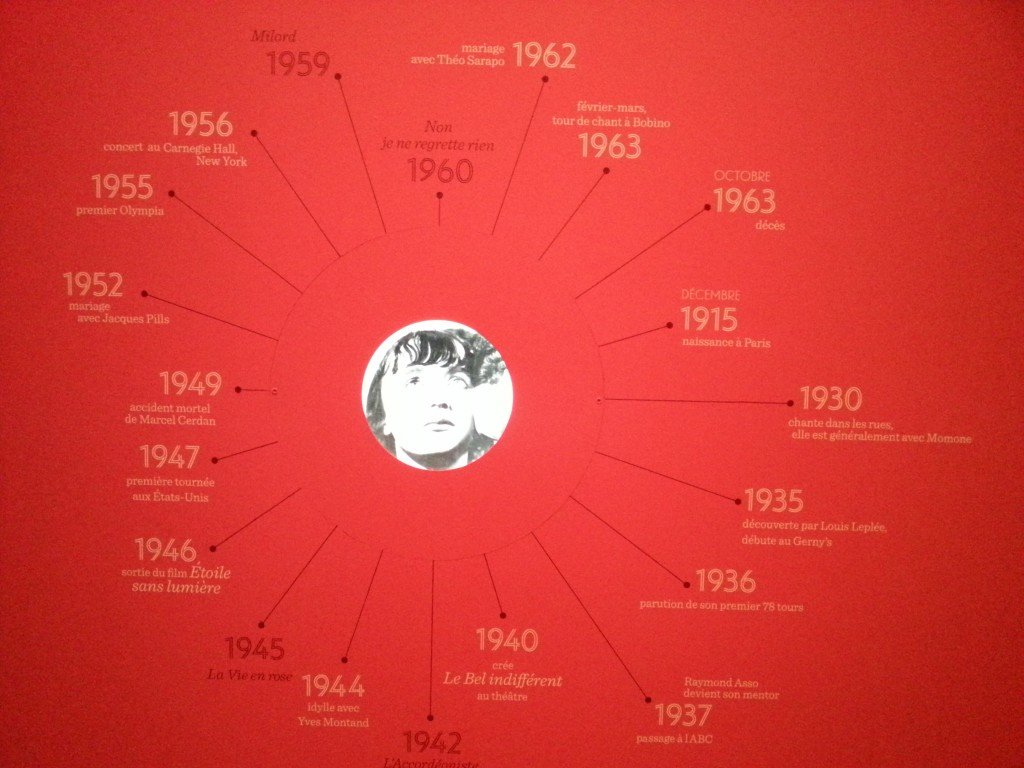 DÉCEMBRE
1915
naissance à Paris
1930
chante dans les rues,
elle est généralement avec Momone
1935
découverte par Louis Leplée,
débute au Gerny's
1936
parution de son premier 78 tours
Raymond Asso
devient son mentor
1937
passage à l'ABC
1940
crée
Le Bel indifférent
au théâtre
1942
L'Accordéoniste
1944
idylle avec
Yves Montand
1945
La Vie en rose
1946
sortie du film Étoile
sans lumière
1947
première tournée
aux États-Unis
1949
accident mortel
de Marcel Cerdan
1952
mariage
avec Jacques Pills
1955
premier Olympia
1956
concert au Carnegie Hall,
New York
Milord
1959
Non
je ne regrette rien
1960
mariage
avec Théo Sarapo
1962
février-mars,
tour de chant à Bobino
1963
OCTOBRE
1963
décès